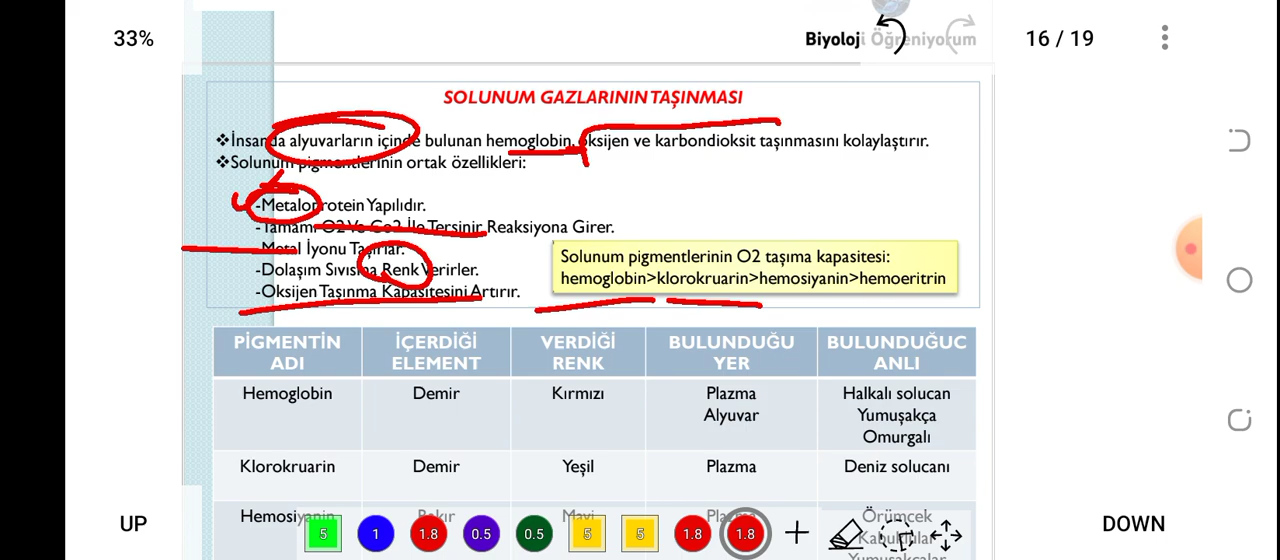 33%
Biyoloji Öğreniyorum
16 / 19
SOLUNUM GAZLARININ TAŞINMASI
❖İnsanda alyuvarların içinde bulunan hemoglobin, oksijen ve karbondioksit taşınmasını kolaylaştırır.
❖Solunum pigmentlerinin ortak özellikleri:
-Metaloprotein Yapılıdır.
-Tamamı O2 Ve Co2 İle Tersinir Reaksiyona Girer.
-Metal İyonu Taşırlar.
-Dolaşım Sıvısına Renk Verirler.
-Oksijen Taşınma Kapasitesini Artırır.
Solunum pigmentlerinin O2 taşıma kapasitesi:
hemoglobin>klorokruarin>hemosiyanin>hemoeritrin
PİGMENTİN ADI
İÇERDİĞİ ELEMENT
VERDİĞİ RENK
BULUNDUĞU YER
BULUNDUĞUC ANLI
Hemoglobin
Demir
Kırmızı
Plazma
Alyuvar
Halkalı solucan
Yumuşakça
Omurgalı
Klorokruarin
Demir
Yeşil
Plazma
Deniz solucanı
Hemosiyanin
Bakır
Mavi
Plazma
Örümcek
Kabuklular
Yumuşakçalar
UP
5
1
1.8
0.5
0.5
5
5
1.8
1.8
DOWN